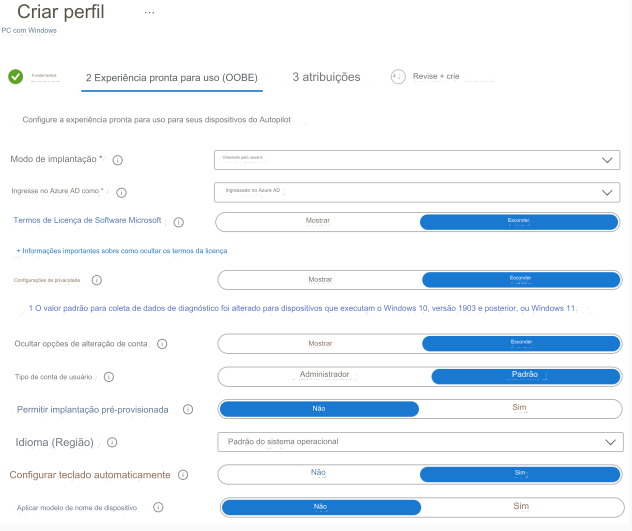 Criar perfil ...
PC com Windows
Fundamentos
2 Experiência pronta para uso (OOBE)
3 atribuições
4 Revise + crie
Configure a experiência pronta para uso para seus dispositivos do Autopilot
Modo de implantação *
Orientado pelo usuário
Ingresse no Azure AD como *
Ingressado no Azure AD
Termos de Licença de Software Microsoft
Mostrar
Esconder
+ Informações importantes sobre como ocultar os termos da licença
Configurações de privacidade
Mostrar
Esconder
1 O valor padrão para coleta de dados de diagnóstico foi alterado para dispositivos que executam o Windows 10, versão 1903 e posterior, ou Windows 11.
Ocultar opções de alteração de conta
Mostrar
Esconder
Tipo de conta de usuário
Administrador
Padrão
Permitir implantação pré-provisionada
Não
Sim
Idioma (Região)
Padrão do sistema operacional
Configurar teclado automaticamente
Não
Sim
Aplicar modelo de nome de dispositivo
Não
Sim